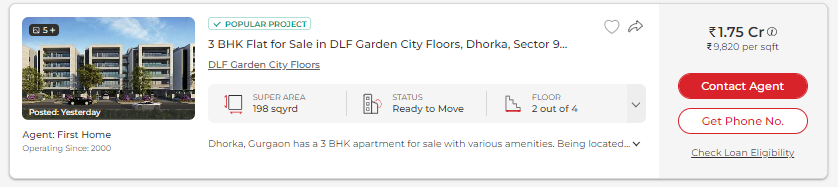 5+
Posted: Yesterday
Agent: First Home
Operating Since: 2000
POPULAR PROJECT
3 BHK Flat for Sale in DLF Garden City Floors, Dhorka, Sector 9...
DLF Garden City Floors
SUPER AREA
198 sqyrd
STATUS
Ready to Move
FLOOR
2 out of 4
Dhorka, Gurgaon has a 3 BHK apartment for sale with various amenities. Being located...
₹1.75 Cr
₹9,820 per sqft
Contact Agent
Get Phone No.
Check Loan Eligibility